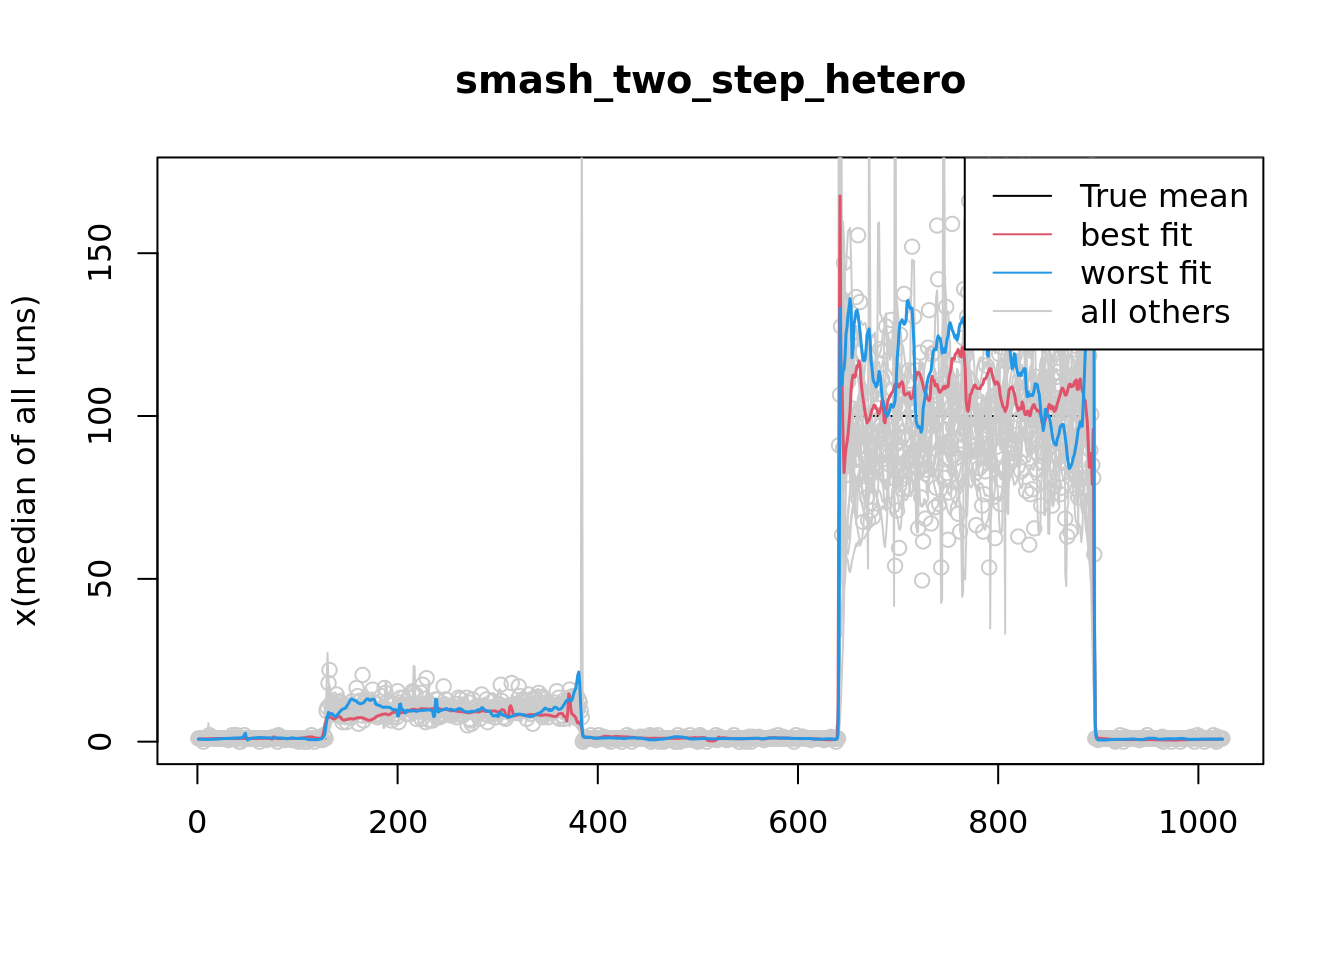 smash_two_step_hetero
x(median of all runs)
150
100
50
0
True mean
best fit
worst fit
all others
0 200 400 600 800 1000